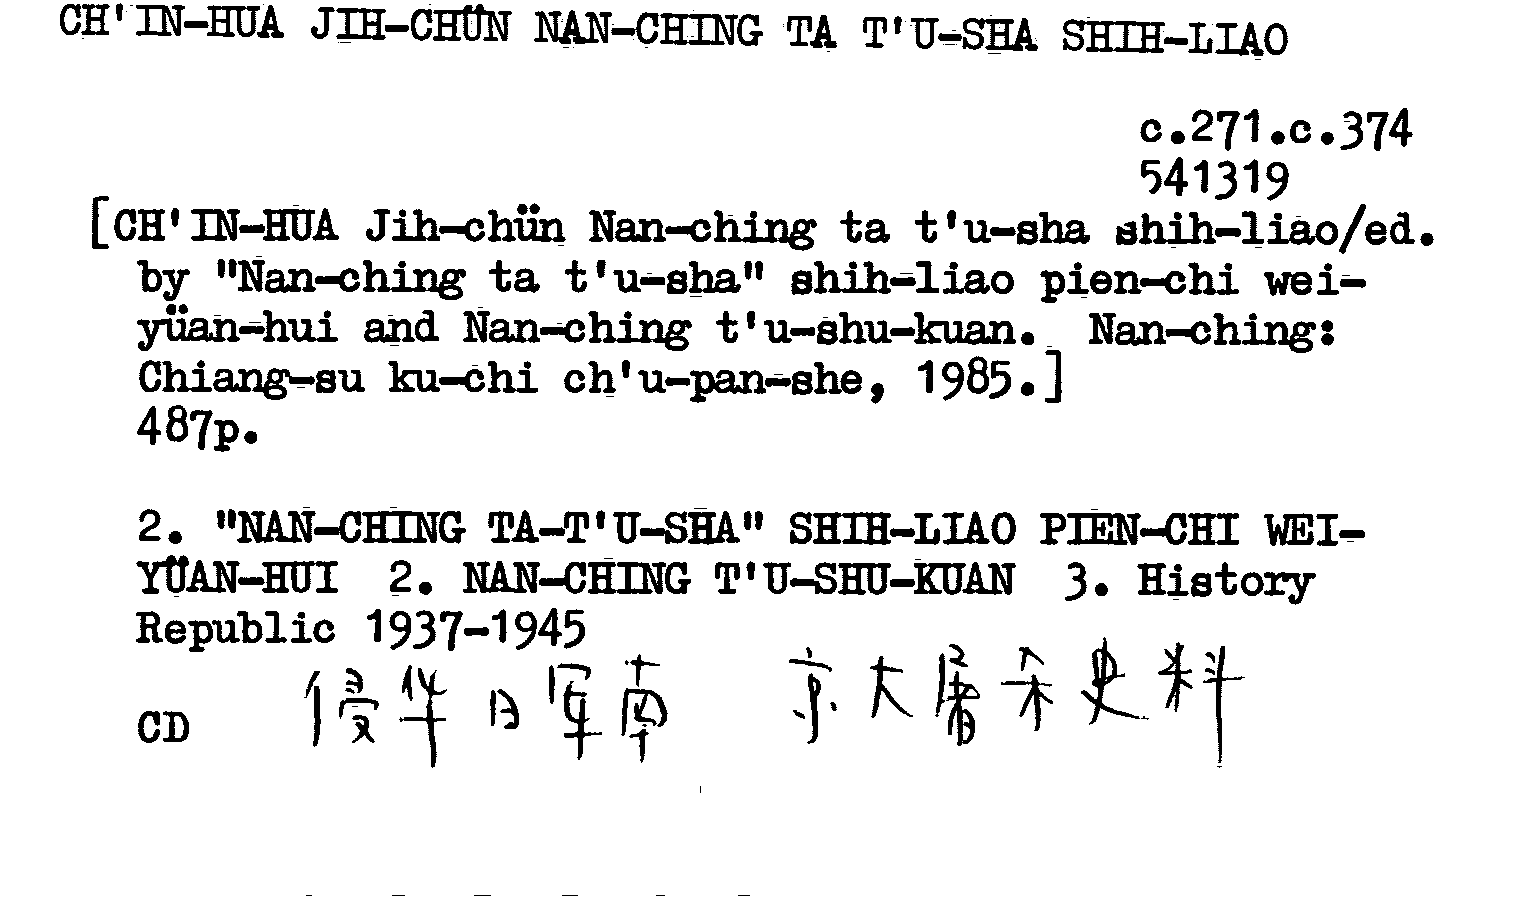 CH'IN-HUA JIH-CHÜN NAN-CHING TA T'U-SHA SHIH-LIAO
c.271.c.374
541319
[CH'IN-HUA Jih-chün Nan-ching ta t'u-sha shih-liao/ed.
by "Nan-ching ta t'u-sha" shih-liao pien-chi wei-
yüan-hui and Nan-ching t'u-shu-kuan. Nan-ching:
Chiang-su ku-chi ch'u-pan-she, 1985.]
487p.
2. "NAN-CHING TA-T'U-SHA" SHIH-LIAO PIEN-CHI WEI-
YÜAN-HUI 2. NAN-CHING T'U-SHU-KUAN 3. History
Republic 1937-1945
CD 侵华日军南 京大屠杀史料